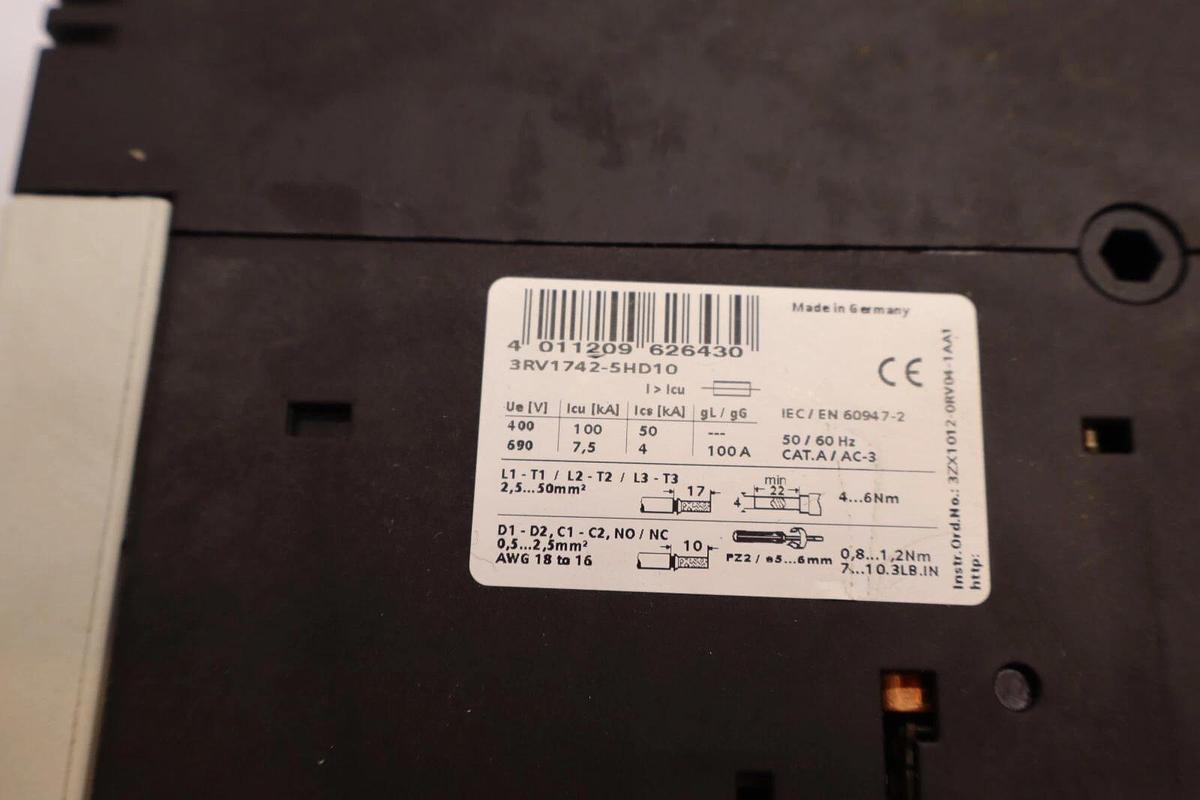 4 011209 626430
Made in Germany
3RV1742-5HD10
CE
I > Icu
Ue [V] Icu [kA] Ics [kA] gL / gG
400 100 50 ---
690 7,5 4 100 A
IEC / EN 60947-2
50 / 60 Hz
CAT.A / AC-3
L1 - T1 / L2 - T2 / L3 - T3
2,5...50mm²
17
min
22
4
4...6Nm
D1 - D2, C1 - C2, NO / NC
0,5...2,5mm²
AWG 18 to 16
10
PZ2 / ø5...6mm
0,8...1,2Nm
7...10.3LB.IN
Instr.Ord.No.: 3ZX1012-0RV04-1AA1
http: